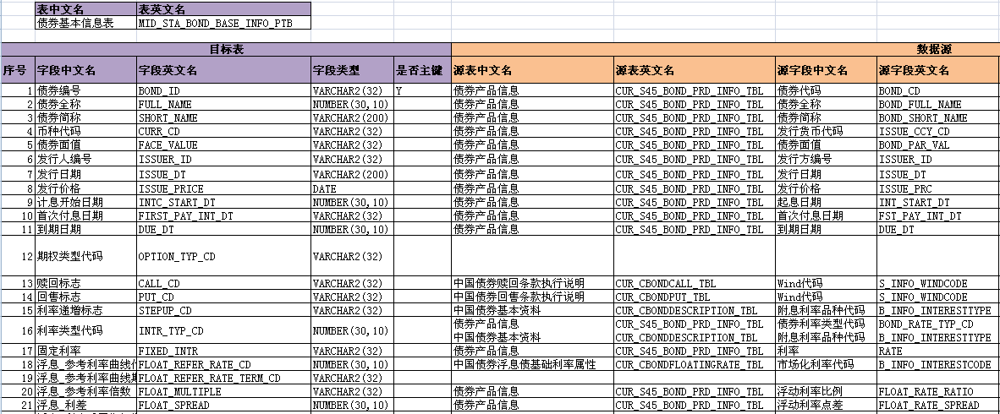 表中文名 表英文名
债券基本信息表 MID_STA_BOND_BASE_INFO_PTB
目标表 数据源
序号 字段中文名 字段英文名 字段类型 是否主键 源表中文名 源表英文名 源字段中文名 源字段英文名
1 债券编号 BOND_ID VARCHAR2(32) Y 债券产品信息 CUR_S45_BOND_PRD_INFO_TBL 债券代码 BOND_CD
2 债券全称 FULL_NAME NUMBER(30,10) 债券产品信息 CUR_S45_BOND_PRD_INFO_TBL 债券全称 BOND_FULL_NAME
3 债券简称 SHORT_NAME VARCHAR2(200) 债券产品信息 CUR_S45_BOND_PRD_INFO_TBL 债券简称 BOND_SHORT_NAME
4 币种代码 CURR_CD VARCHAR2(32) 债券产品信息 CUR_S45_BOND_PRD_INFO_TBL 发行货币代码 ISSUE_CCY_CD
5 债券面值 FACE_VALUE VARCHAR2(32) 债券产品信息 CUR_S45_BOND_PRD_INFO_TBL 债券面值 BOND_PAR_VAL
6 发行人编号 ISSUER_ID VARCHAR2(32) 债券产品信息 CUR_S45_BOND_PRD_INFO_TBL 发行方编号 ISSUER_ID
7 发行日期 ISSUE_DT VARCHAR2(200) 债券产品信息 CUR_S45_BOND_PRD_INFO_TBL 发行日期 ISSUE_DT
8 发行价格 ISSUE_PRICE DATE 债券产品信息 CUR_S45_BOND_PRD_INFO_TBL 发行价格 ISSUE_PRC
9 计息开始日期 INTC_START_DT NUMBER(30,10) 债券产品信息 CUR_S45_BOND_PRD_INFO_TBL 起息日期 INT_START_DT
10 首次付息日期 FIRST_PAY_INT_DT NUMBER(30,10) 债券产品信息 CUR_S45_BOND_PRD_INFO_TBL 首次付息日期 FST_PAY_INT_DT
11 到期日期 DUE_DT NUMBER(30,10) 债券产品信息 CUR_S45_BOND_PRD_INFO_TBL 到期日期 DUE_DT
12 期权类型代码 OPTION_TYP_CD VARCHAR2(32)
13 赎回标志 CALL_CD VARCHAR2(32) 中国债券赎回条款执行说明 CUR_CBONDCALL_TBL Wind代码 S_INFO_WINDCODE
14 回售标志 PUT_CD VARCHAR2(32) 中国债券回售条款执行说明 CUR_CBONDPUT_TBL Wind代码 S_INFO_WINDCODE
15 利率递增标志 STEPUP_CD VARCHAR2(32) 中国债券基本资料 CUR_CBONDDESCRIPTION_TBL 附息利率品种代码 B_INFO_INTERESTTYPE
16 利率类型代码 INTR_TYP_CD NUMBER(30,10) 债券产品信息 CUR_S45_BOND_PRD_INFO_TBL 债券利率类型代码 BOND_RATE_TYP_CD
中国债券基本资料 CUR_CBONDDESCRIPTION_TBL 附息利率品种代码 B_INFO_INTERESTTYPE
17 固定利率 FIXED_INTR VARCHAR2(32) 债券产品信息 CUR_S45_BOND_PRD_INFO_TBL 利率 RATE
18 浮息_参考利率曲线 FLOAT_REFER_RATE_CD NUMBER(30,10) 中国债券浮息债基础利率属性 CUR_CBONDFLOATINGRATE_TBL 市场化利率代码 B_INFO_INTERESTCODE
19 浮息_参考利率曲线 FLOAT_REFER_RATE_TERM_CD VARCHAR2(32)
20 浮息_参考利率倍数 FLOAT_MULTIPLE VARCHAR2(32) 债券产品信息 CUR_S45_BOND_PRD_INFO_TBL 浮动利率比例 FLOAT_RATE_RATIO
21 浮息_利差 FLOAT_SPREAD NUMBER(30,10) 债券产品信息 CUR_S45_BOND_PRD_INFO_TBL 浮动利率点差 FLOAT_RATE_SPREAD